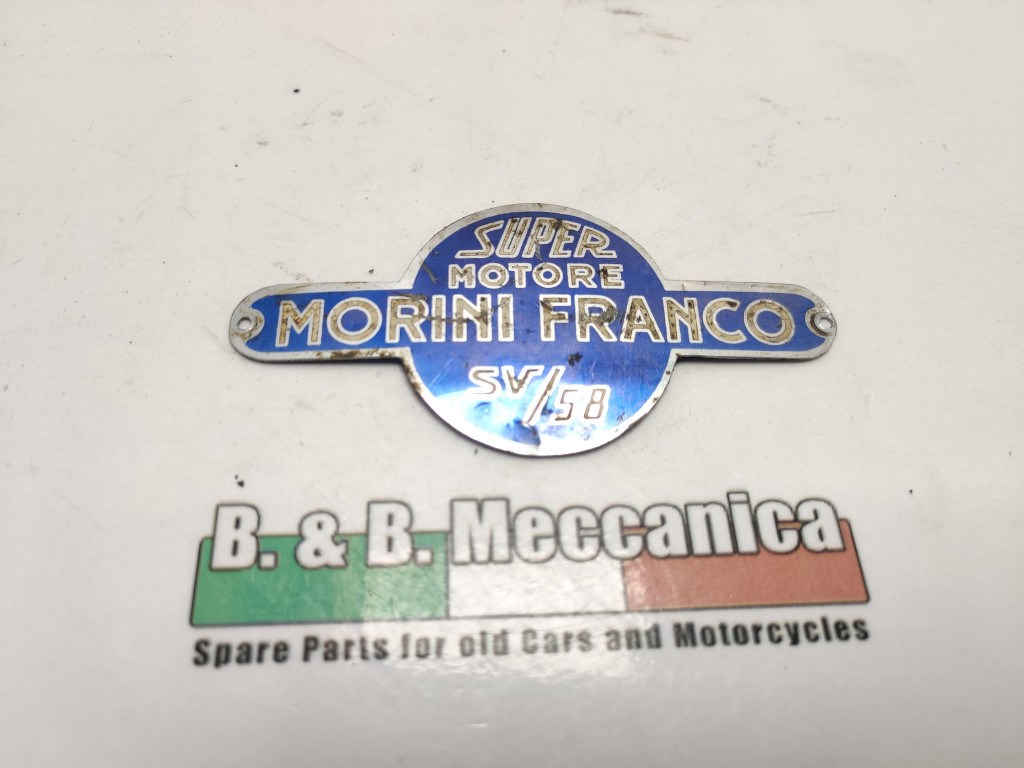 SUPER
MOTORE
MORINI FRANCO
SV/58
B. & B. Meccanica
Spare Parts for old Cars and Motorcycles